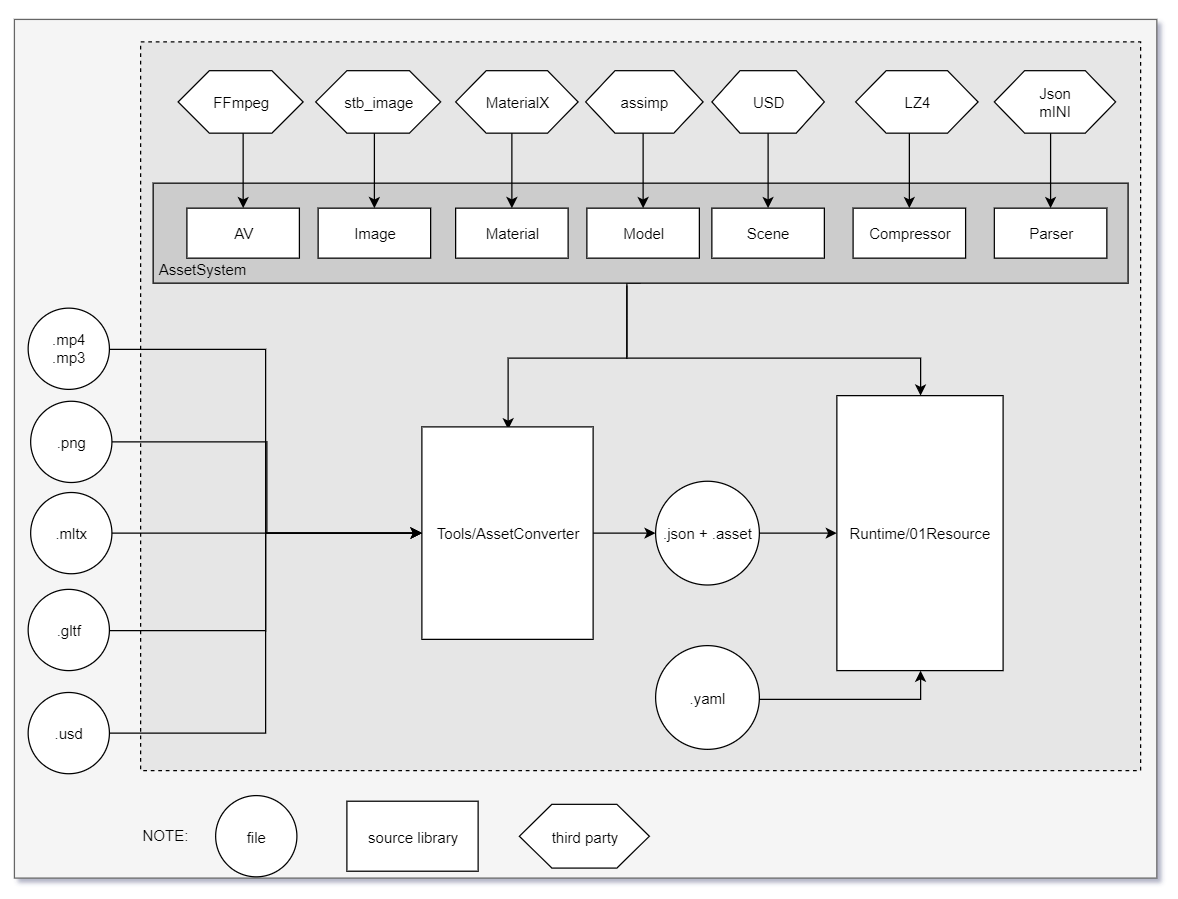 FFmpeg
stb_image
MaterialX
assimp
USD
LZ4
Json
mINI
AV
Image
Material
Model
Scene
Compressor
Parser
AssetSystem
.mp4
.mp3
.png
.mltx
.gltf
.usd
Tools/AssetConverter
.json + .asset
Runtime/01Resource
.yaml
NOTE:
file
source library
third party